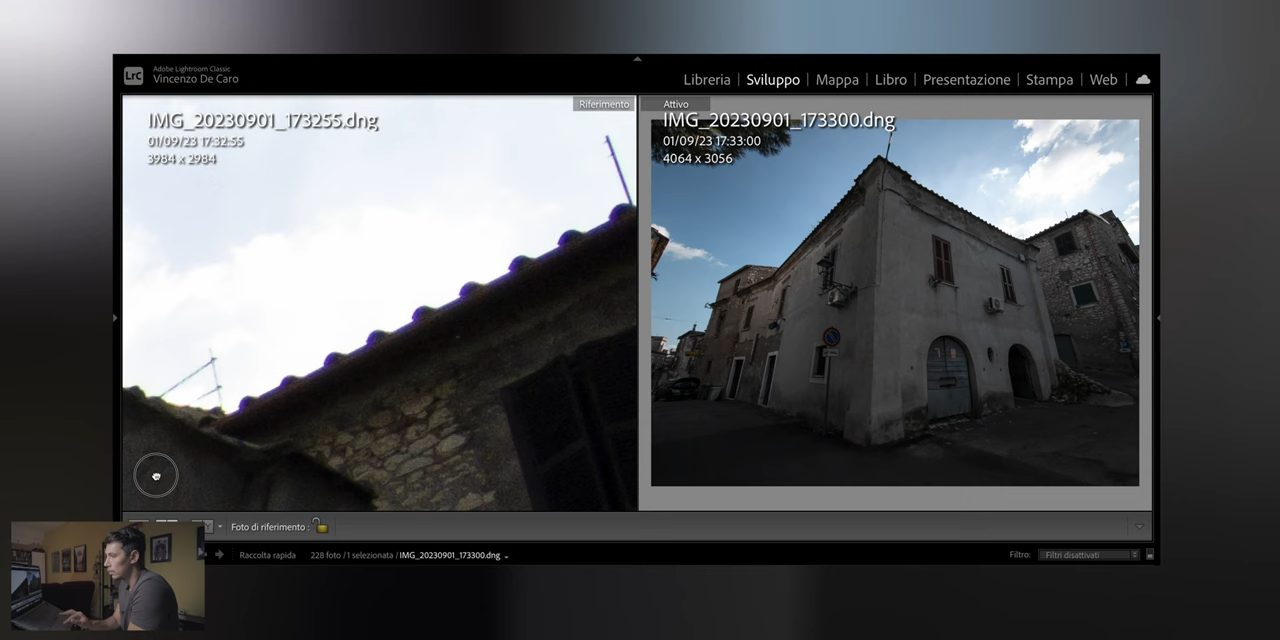 LrC
Adobe Lightroom Classic
Vincenzo De Caro
Libreria | Sviluppo | Mappa | Libro | Presentazione | Stampa | Web |
Riferimento
IMG_20230901_173255.dng
01/09/23 17:32:55
3984 x 2984
Attivo
IMG_20230901_173300.dng
01/09/23 17:33:00
4064 x 3056
Foto di riferimento :
Raccolta rapida 228 foto /1 selezionata / IMG_20230901_173300.dng
Filtro: Filtri disattivati